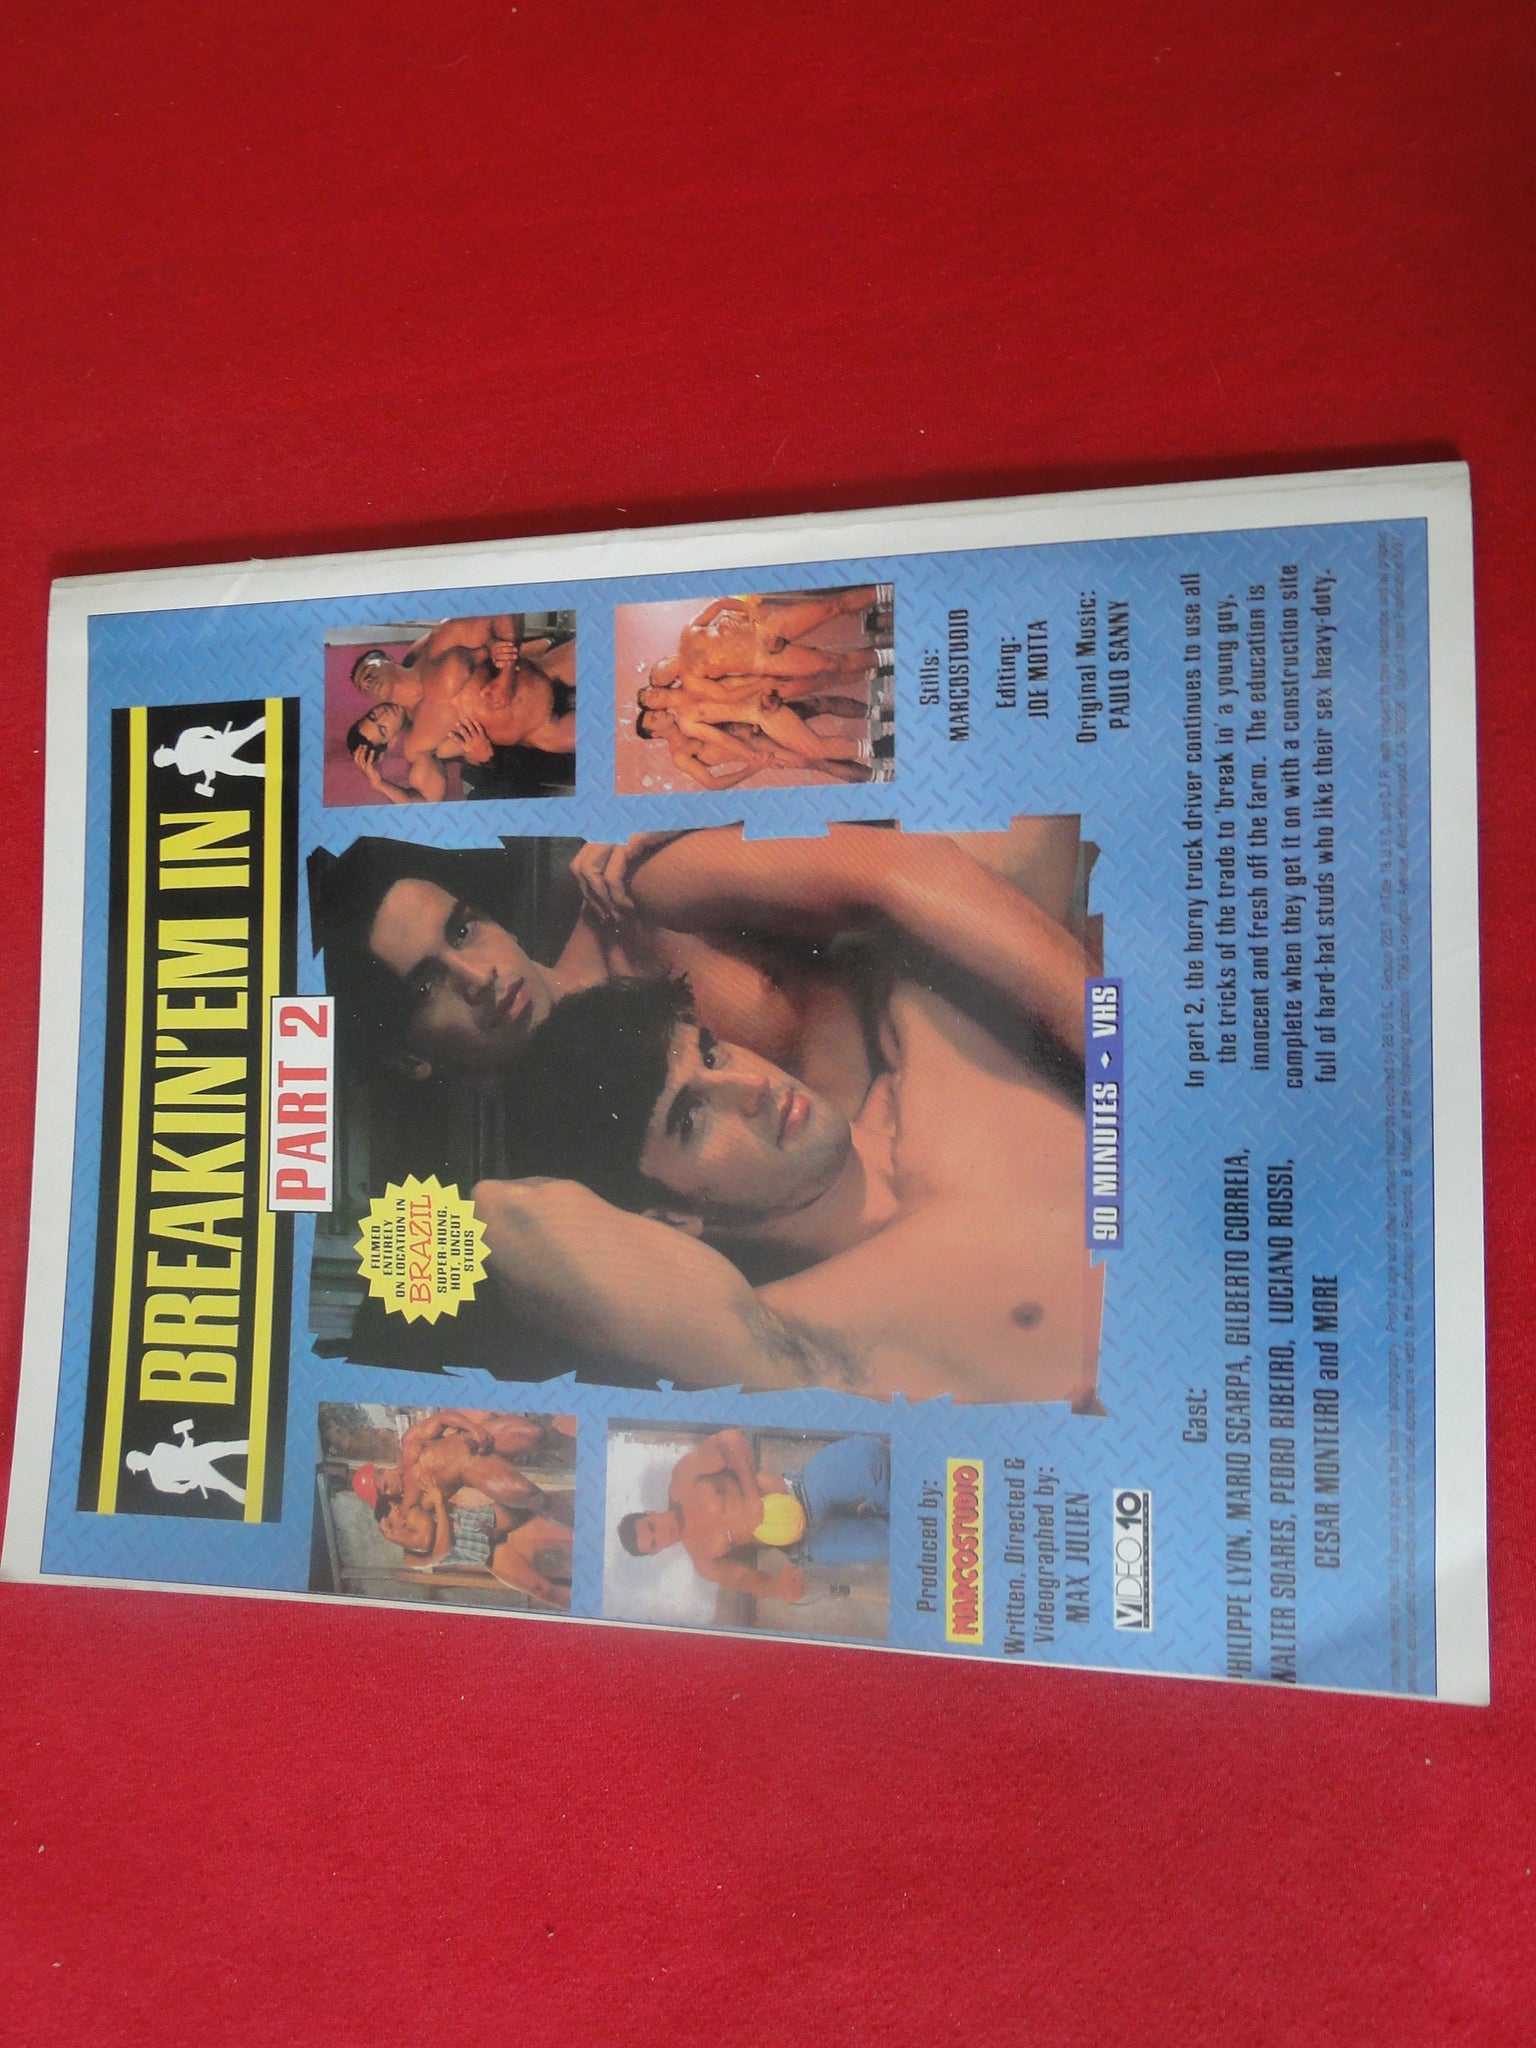 BREAKIN'EM IN
PART 2
FILMED
ENTIRELY
ON LOCATION IN
BRAZIL
SUPER-HUNG,
HOT, UNCUT
STUDS
90 MINUTES • VHS
Produced by:
MARCOSTUDIO
Written, Directed &
Videographed by:
MAX JULIEN
VIDEO 10
Stills:
MARCOSTUDIO
Editing:
JOE MOTTA
Original Music:
PAULO SANNY
Cast:
PHILIPPE LYON, MARIO SCARPA, GILBERTO CORREIA,
WALTER SOARES, PEDRO RIBEIRO, LUCIANO ROSSI,
CESAR MONTEIRO and MORE
In part 2, the horny truck driver continues to use all
the tricks of the trade to 'break in' a young guy,
innocent and fresh off the farm. The education is
complete when they get it on with a construction site
full of hard-hat studs who like their sex heavy-duty.